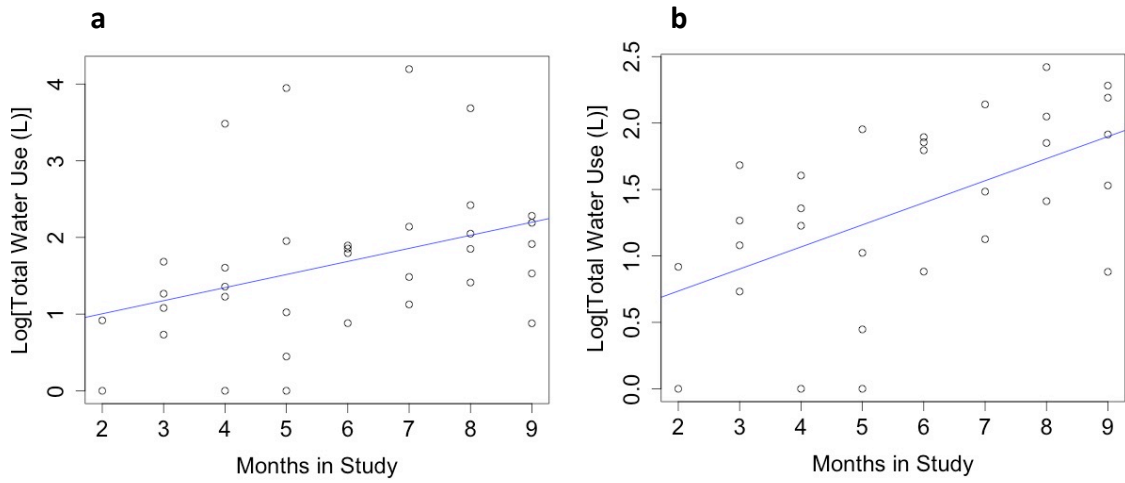 a
Log[Total Water Use (L)]
4
3
2
1
0
2 3 4 5 6 7 8 9
Months in Study
b
Log[Total Water Use (L)]
2.5
2.0
1.5
1.0
0.5
0.0
2 3 4 5 6 7 8 9
Months in Study